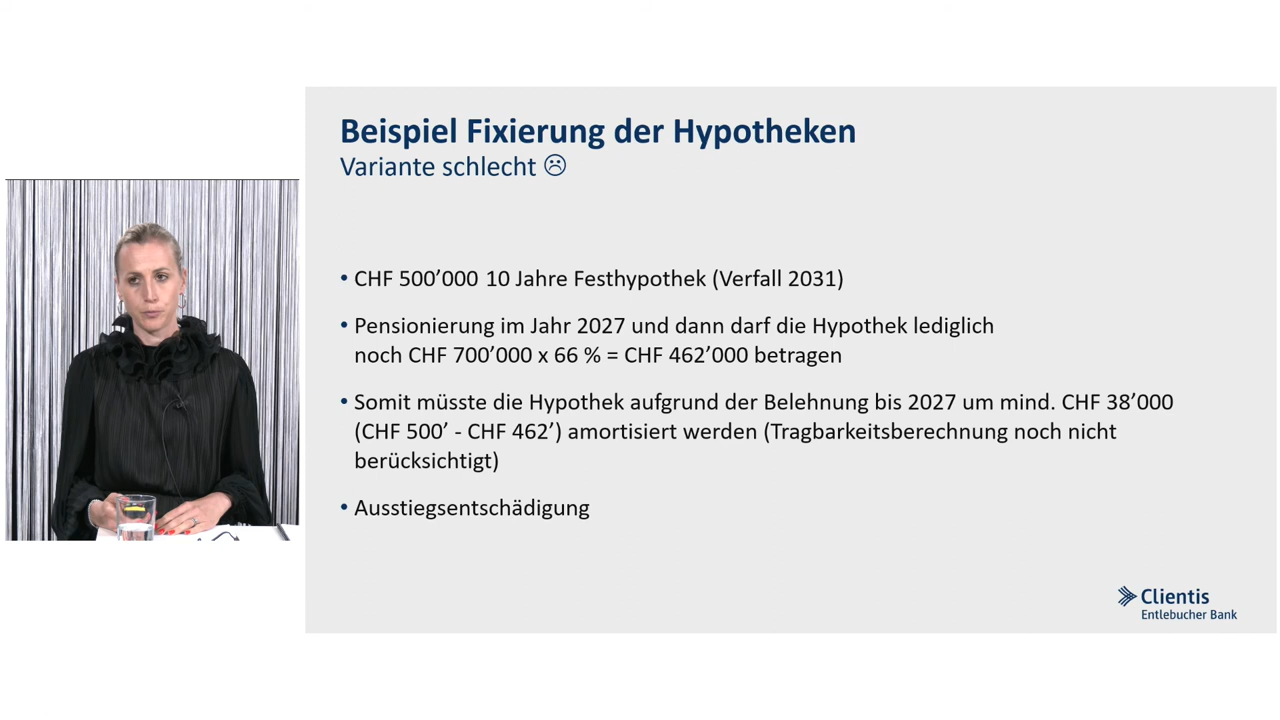 Beispiel Fixierung der Hypotheken
Variante schlecht ☹
• CHF 500’000 10 Jahre Festhypothek (Verfall 2031)
• Pensionierung im Jahr 2027 und dann darf die Hypothek lediglich
noch CHF 700’000 x 66 % = CHF 462’000 betragen
• Somit müsste die Hypothek aufgrund der Belehnung bis 2027 um mind. CHF 38’000
(CHF 500’ - CHF 462’) amortisiert werden (Tragbarkeitsberechnung noch nicht
berücksichtigt)
• Ausstiegsentschädigung
Clientis
Entlebucher Bank